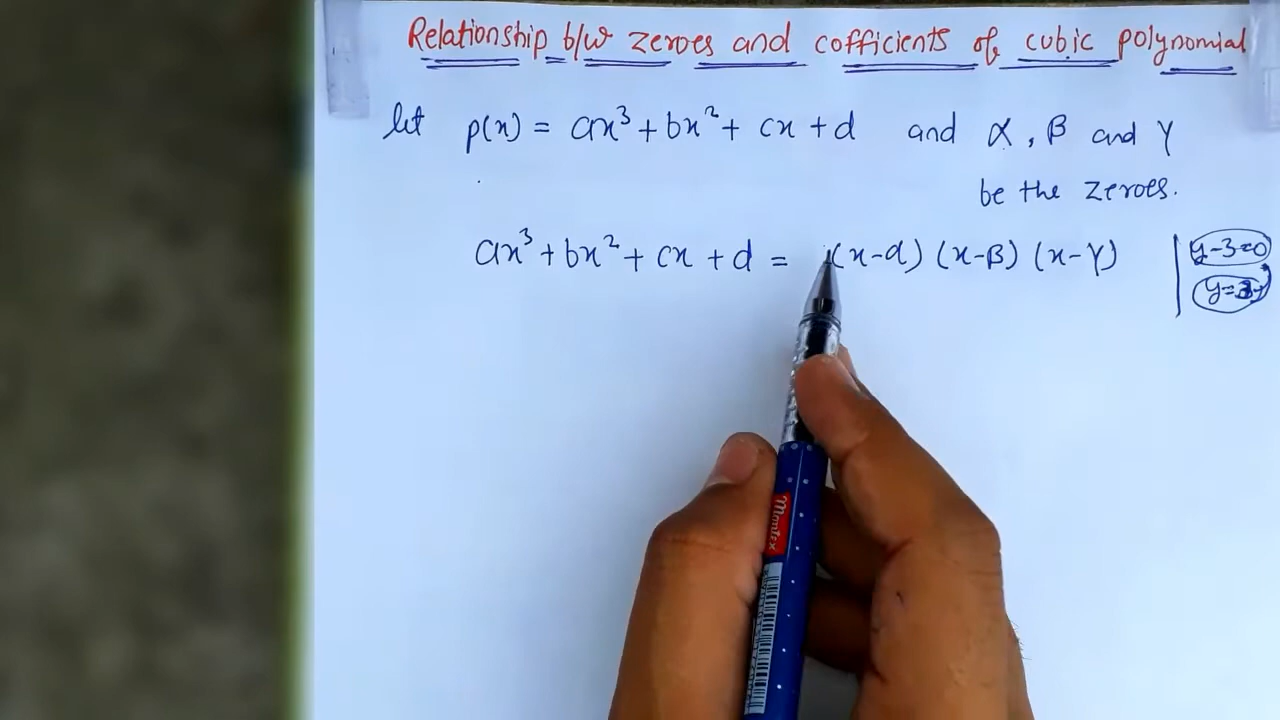 Relationship b/w zeroes and cofficients of cubic polynomial
let p(x) = ax³ + bx² + cx + d and α, β and γ
be the zeroes.
ax³ + bx² + cx + d = (x-α) (x-β) (x-γ)
y-3=0
Montex